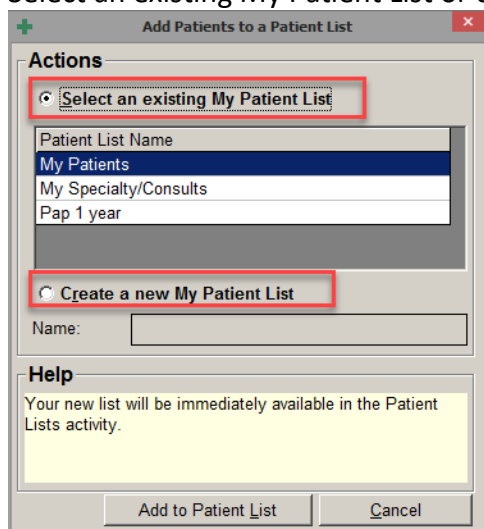 Select an existing My Patient List or
Add Patients to a Patient List
Actions
Select an existing My Patient List
Patient List Name
My Patients
My Specialty/Consults
Pap 1 year
Create a new My Patient List
Name:
Help
Your new list will be immediately available in the Patient
Lists activity.
Add to Patient List
Cancel